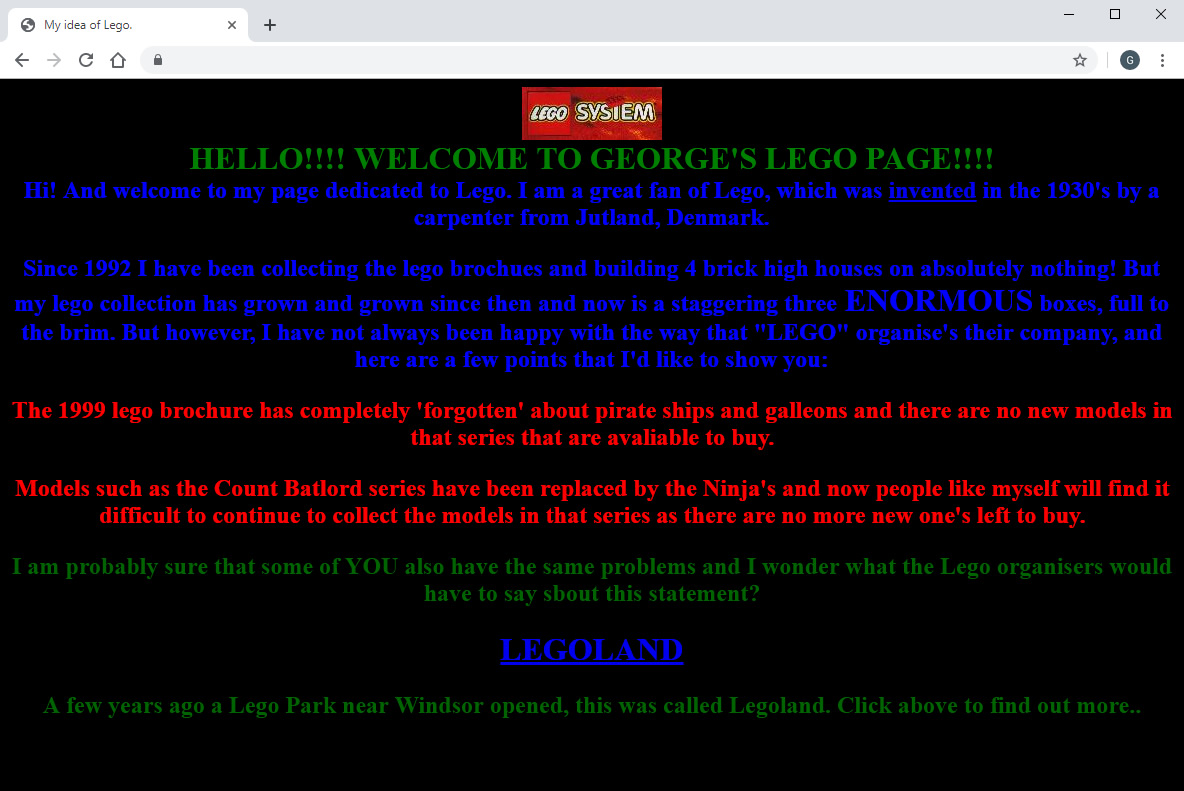 My idea of Lego.
G
LEGO SYSTEM
HELLO!!!! WELCOME TO GEORGE'S LEGO PAGE!!!!
Hi! And welcome to my page dedicated to Lego. I am a great fan of Lego, which was invented in the 1930's by a
carpenter from Jutland, Denmark.
Since 1992 I have been collecting the lego brochues and building 4 brick high houses on absolutely nothing! But
my lego collection has grown and grown since then and now is a staggering three ENORMOUS boxes, full to
the brim. But however, I have not always been happy with the way that "LEGO" organise's their company, and
here are a few points that I'd like to show you:
The 1999 lego brochure has completely 'forgotten' about pirate ships and galleons and there are no new models in
that series that are avaliable to buy.
Models such as the Count Batlord series have been replaced by the Ninja's and now people like myself will find it
difficult to continue to collect the models in that series as there are no more new one's left to buy.
I am probably sure that some of YOU also have the same problems and I wonder what the Lego organisers would
have to say sbout this statement?
LEGOLAND
A few years ago a Lego Park near Windsor opened, this was called Legoland. Click above to find out more..